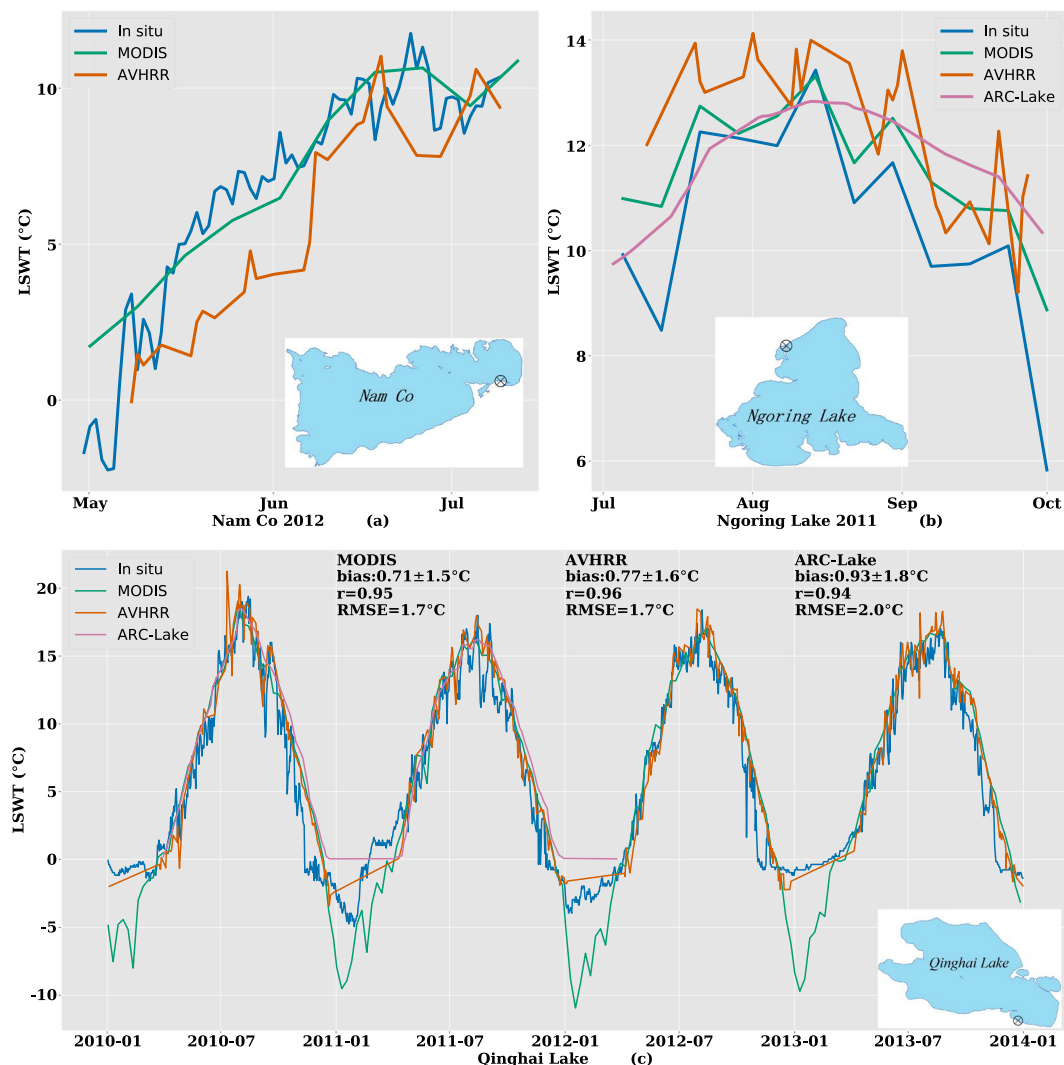 In situ
MODIS
AVHRR
LSWT (°C)
10
5
0
Nam Co
May
Jun
Jul
Nam Co 2012 (a)
In situ
MODIS
AVHRR
ARC-Lake
LSWT (°C)
14
12
10
8
6
Ngoring Lake
Jul
Aug
Sep
Oct
Ngoring Lake 2011 (b)
In situ
MODIS
AVHRR
ARC-Lake
MODIS
bias:0.71±1.5°C
r=0.95
RMSE=1.7°C
AVHRR
bias:0.77±1.6°C
r=0.96
RMSE=1.7°C
ARC-Lake
bias:0.93±1.8°C
r=0.94
RMSE=2.0°C
LSWT (°C)
20
15
10
5
0
-5
-10
Qinghai Lake
2010-01
2010-07
2011-01
2011-07
2012-01
2012-07
2013-01
2013-07
2014-01
Qinghai Lake (c)